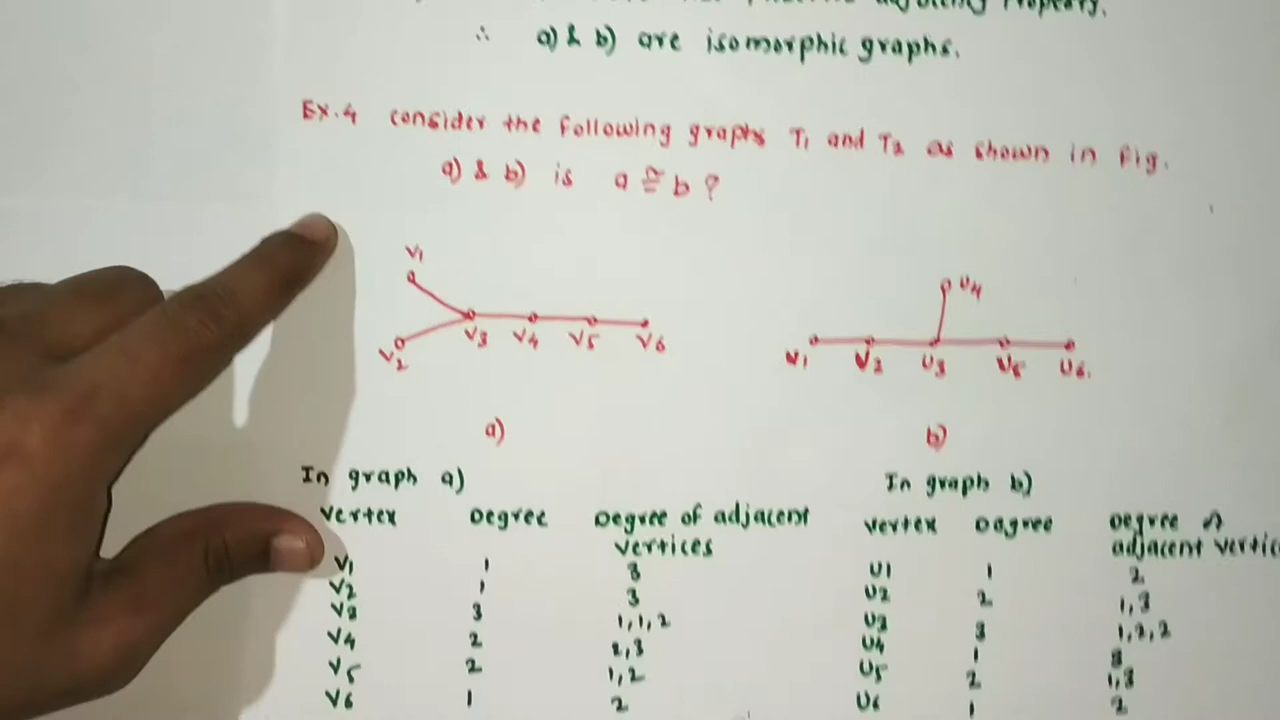 adjacency property.
∴ a) & b) are isomorphic graphs.
Ex.4 consider the following graphs T1 and T2 as shown in fig.
a) & b) is a ≅ b ?
V1
V2 V3 V4 V5 V6
U4
U1 V2 U3 U5 U6.
a) b)
In graph a)
Vertex Degree Degree of adjacent vertices
V1 1 3
V2 1 3
V3 3 1,1,2
V4 2 2,3
V5 2 1,2
V6 1 2
In graph b)
Vertex Dagree Degree of
adjacent vertic
U1 1 2
U2 2 1,3
U3 3 1,2,2
U4 1 3
U5 2 1,3
U6 1 2